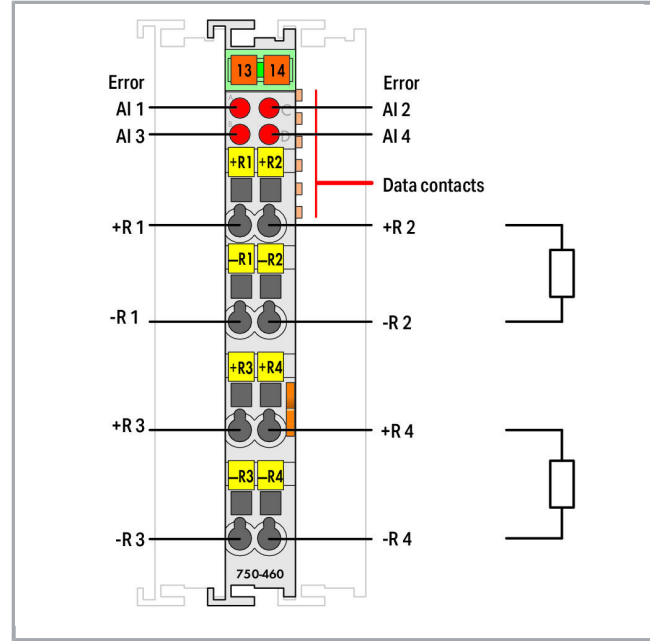 13 14
Error Error
AI 1 A C AI 2
AI 3 B D AI 4
+R1 +R2
Data contacts
+R 1 +R 2
–R1 –R2
-R 1 -R 2
+R3 +R4
+R 3 +R 4
–R3 –R4
-R 3 -R 4
750-460